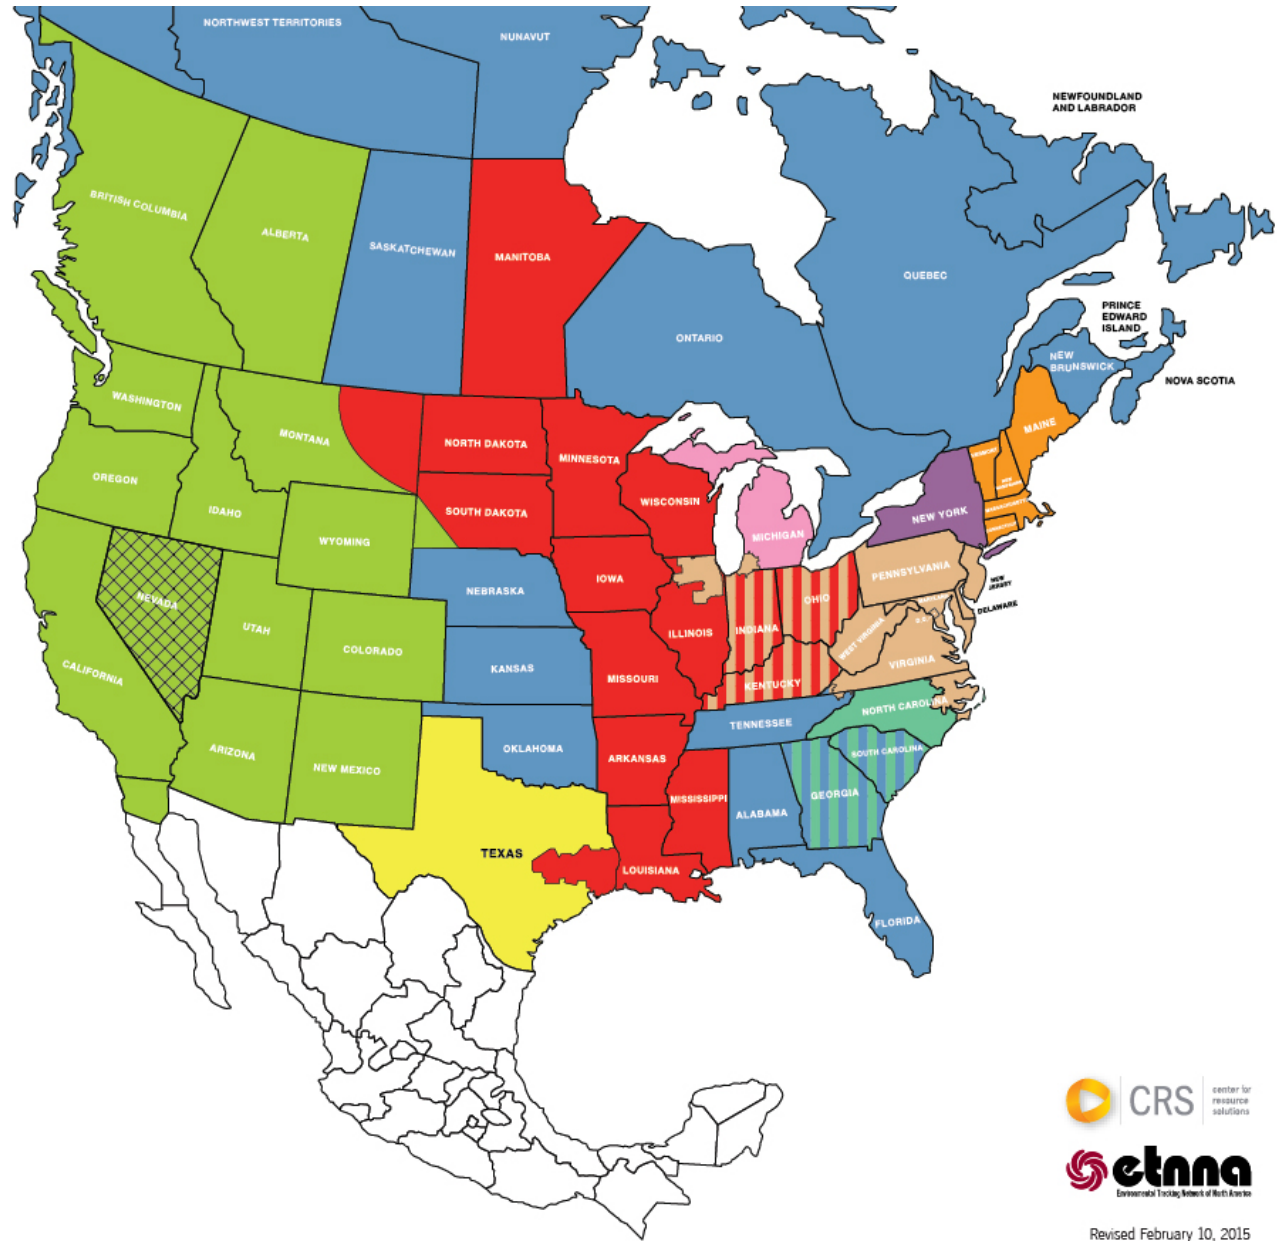 NORTHWEST TERRITORIES
NUNAVUT
NEWFOUNDLAND
AND LABRADOR
BRITISH COLUMBIA
ALBERTA
SASKATCHEWAN
MANITOBA
QUEBEC
ONTARIO
PRINCE
EDWARD
ISLAND
NEW
BRUNSWICK
NOVA SCOTIA
WASHINGTON
MONTANA
NORTH DAKOTA
MINNESOTA
MAINE
VERMONT
OREGON
IDAHO
SOUTH DAKOTA
WISCONSIN
NEW YORK
MASSACHUSETTS
WYOMING
MICHIGAN
IOWA
PENNSYLVANIA
NEW
JERSEY
NEVADA
NEBRASKA
OHIO
DELAWARE
UTAH
COLORADO
ILLINOIS
INDIANA
WEST VIRGINIA
VIRGINIA
CALIFORNIA
KANSAS
MISSOURI
KENTUCKY
NORTH CAROLINA
TENNESSEE
ARIZONA
NEW MEXICO
OKLAHOMA
ARKANSAS
SOUTH CAROLINA
MISSISSIPPI
ALABAMA
GEORGIA
TEXAS
LOUISIANA
FLORIDA
CRS
center for
resource
solutions
etnna
Environmental Tracking Network of North America
Revised February 10, 2015